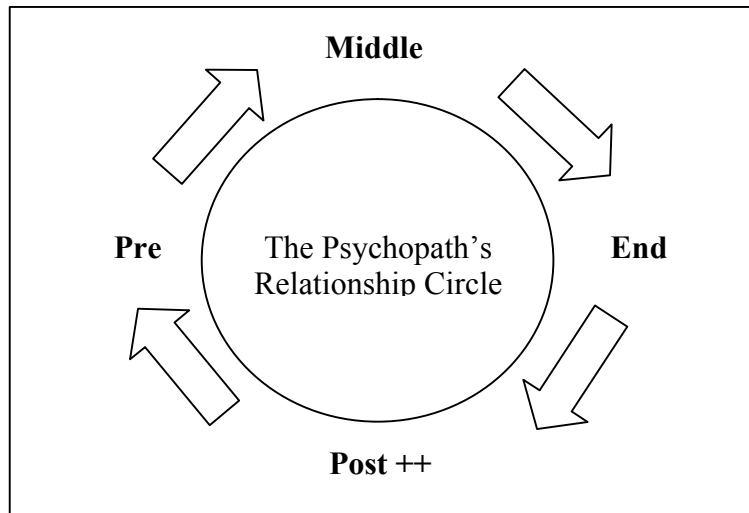 Middle
Pre
The Psychopath’s
Relationship Circle
End
Post ++